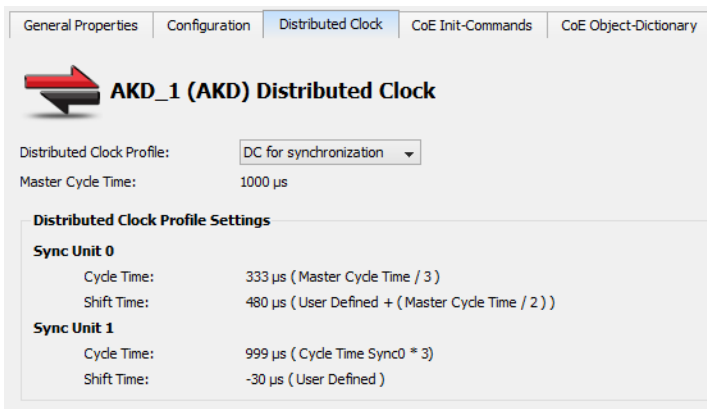 General Properties Configuration Distributed Clock CoE Init-Commands CoE Object-Dictionary
AKD_1 (AKD) Distributed Clock
Distributed Clock Profile: DC for synchronization
Master Cycle Time: 1000 µs
Distributed Clock Profile Settings
Sync Unit 0
Cycle Time: 333 µs ( Master Cycle Time / 3 )
Shift Time: 480 µs ( User Defined + ( Master Cycle Time / 2 ) )
Sync Unit 1
Cycle Time: 999 µs ( Cycle Time Sync0 * 3)
Shift Time: -30 µs ( User Defined )